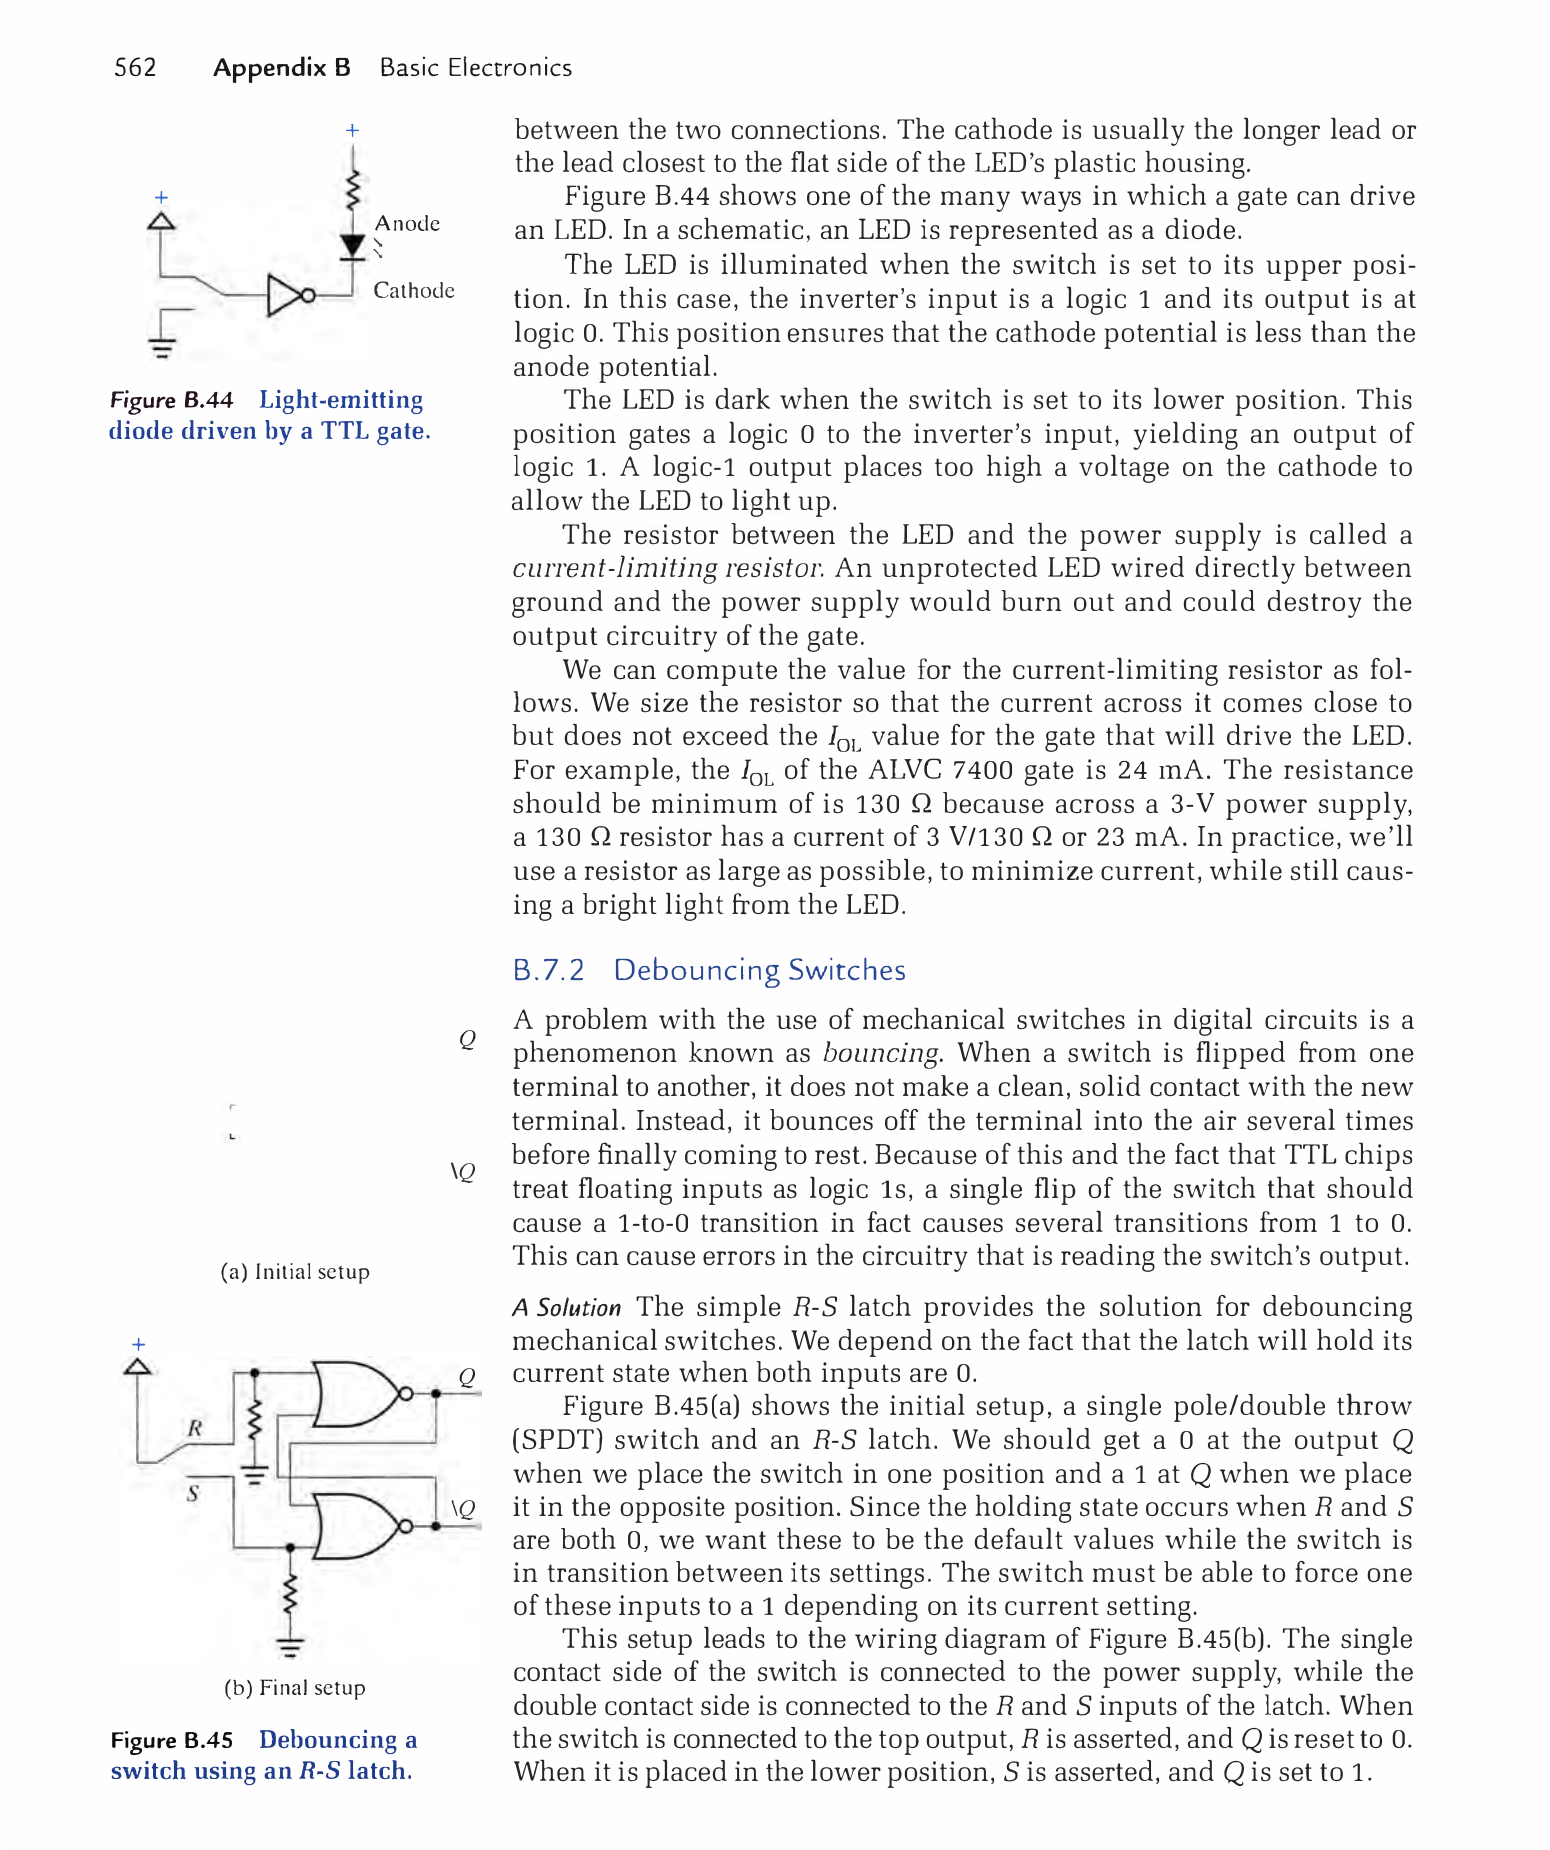 562 Appendix B Basic Electronics
+
+
Anode
Cathode
Figure B.44 Light-emitting
diode driven by a TTL gate.
between the two connections. The cathode is usually the longer lead or
the lead closest to the flat side of the LED's plastic housing.
Figure B.44 shows one of the many ways in which a gate can drive
an LED. In a schematic, an LED is represented as a diode.
The LED is illuminated when the switch is set to its upper posi-
tion. In this case, the inverter's input is a logic 1 and its output is at
logic 0. This position ensures that the cathode potential is less than the
anode potential.
The LED is dark when the switch is set to its lower position. This
position gates a logic 0 to the inverter's input, yielding an output of
logic 1. A logic-1 output places too high a voltage on the cathode to
allow the LED to light up.
The resistor between the LED and the power supply is called a
current-limiting resistor. An unprotected LED wired directly between
ground and the power supply would burn out and could destroy the
output circuitry of the gate.
We can compute the value for the current-limiting resistor as fol-
lows. We size the resistor so that the current across it comes close to
but does not exceed the I_OL value for the gate that will drive the LED.
For example, the I_OL of the ALVC 7400 gate is 24 mA. The resistance
should be minimum of is 130 Ω because across a 3-V power supply,
a 130 Ω resistor has a current of 3 V/130 Ω or 23 mA. In practice, we'll
use a resistor as large as possible, to minimize current, while still caus-
ing a bright light from the LED.
B.7.2 Debouncing Switches
A problem with the use of mechanical switches in digital circuits is a
phenomenon known as bouncing. When a switch is flipped from one
terminal to another, it does not make a clean, solid contact with the new
terminal. Instead, it bounces off the terminal into the air several times
before finally coming to rest. Because of this and the fact that TTL chips
treat floating inputs as logic 1s, a single flip of the switch that should
cause a 1-to-0 transition in fact causes several transitions from 1 to 0.
This can cause errors in the circuitry that is reading the switch's output.
A Solution The simple R-S latch provides the solution for debouncing
mechanical switches. We depend on the fact that the latch will hold its
current state when both inputs are 0.
Figure B.45(a) shows the initial setup, a single pole/double throw
(SPDT) switch and an R-S latch. We should get a 0 at the output Q
when we place the switch in one position and a 1 at Q when we place
it in the opposite position. Since the holding state occurs when R and S
are both 0, we want these to be the default values while the switch is
in transition between its settings. The switch must be able to force one
of these inputs to a 1 depending on its current setting.
This setup leads to the wiring diagram of Figure B.45(b). The single
contact side of the switch is connected to the power supply, while the
double contact side is connected to the R and S inputs of the latch. When
the switch is connected to the top output, R is asserted, and Q is reset to 0.
When it is placed in the lower position, S is asserted, and Q is set to 1.
Q
\Q
(a) Initial setup
+
Q
R
S
\Q
(b) Final setup
Figure B.45 Debouncing a
switch using an R-S latch.